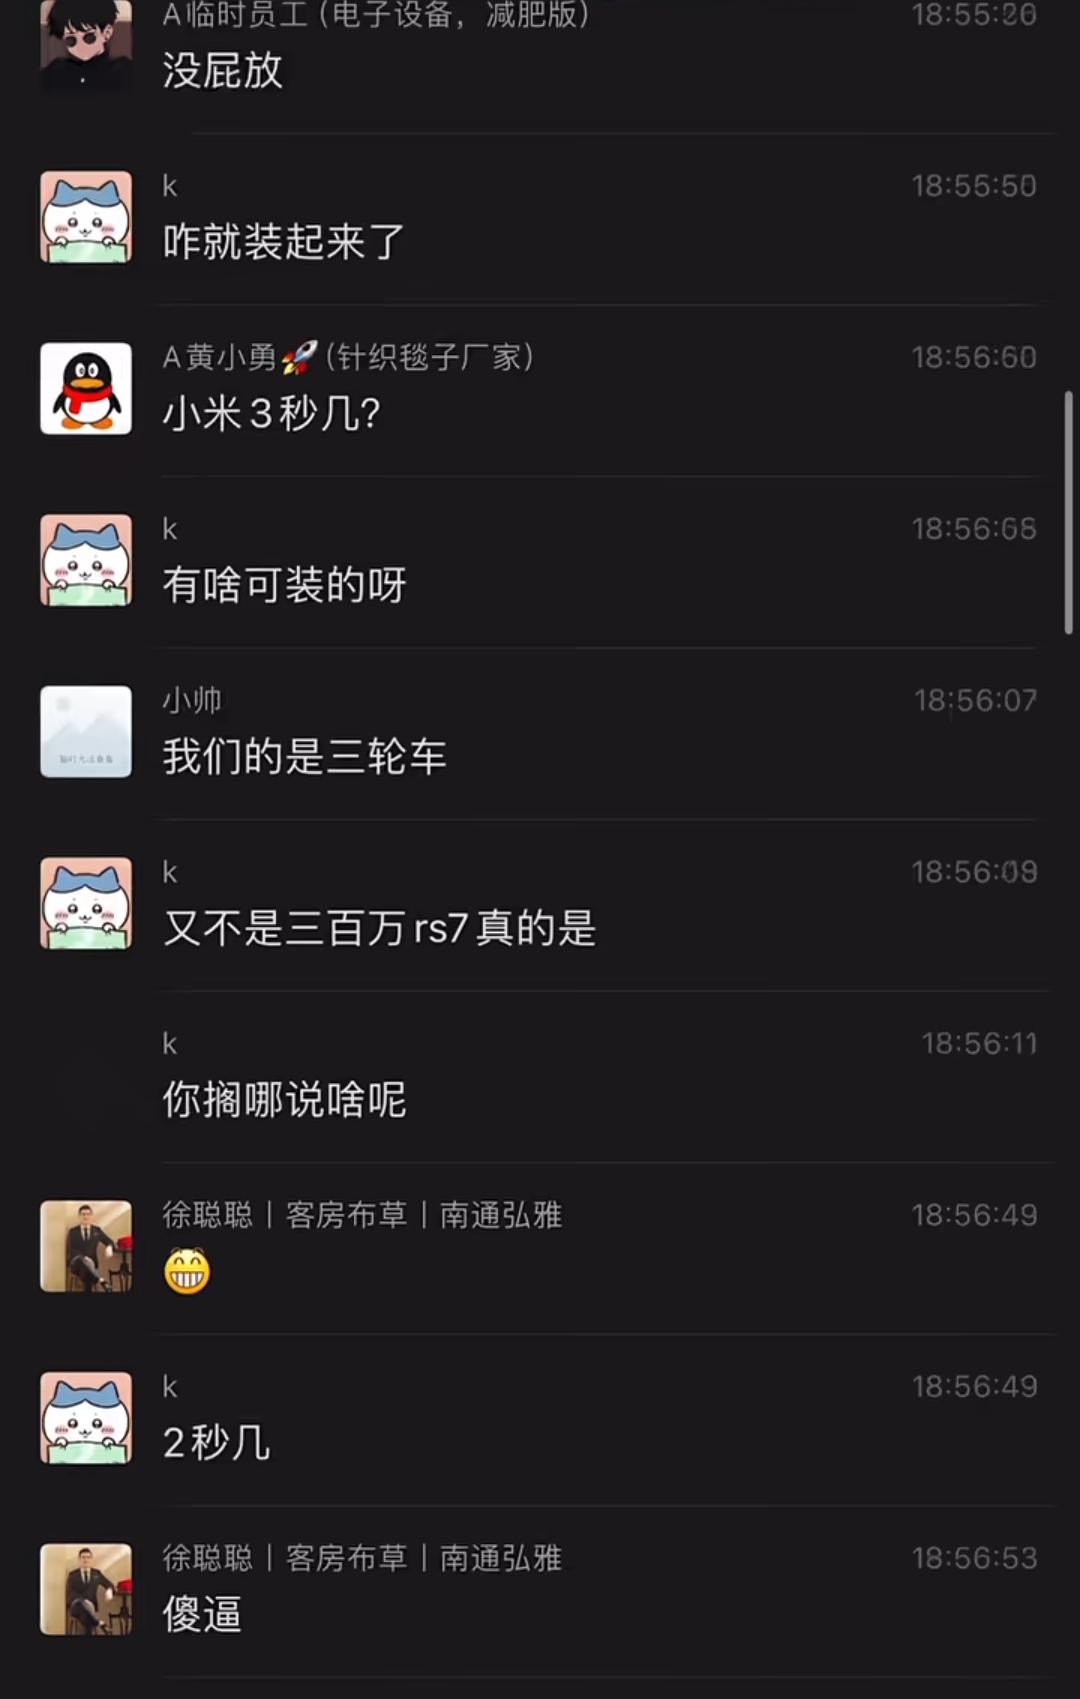 A临时员工(电子设备，减肥版)
18:55:20
没屁放
k
18:55:50
咋就装起来了
A黄小勇🚀(针织毯子厂家)
18:56:60
小米3秒几?
k
18:56:68
有啥可装的呀
小帅
18:56:07
我们的是三轮车
k
18:56:09
又不是三百万rs7真的是
k
18:56:11
你搁哪说啥呢
徐聪聪丨客房布草丨南通弘雅
18:56:49
😁
k
18:56:49
2秒几
徐聪聪丨客房布草丨南通弘雅
18:56:53
傻逼